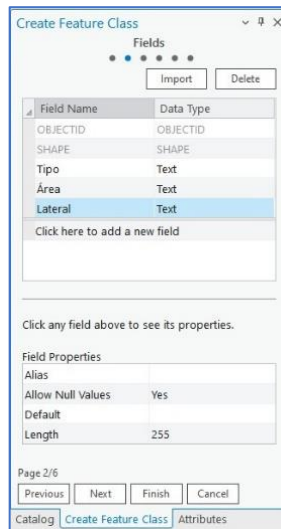 Create Feature Class
Fields
Import Delete
Field Name Data Type
OBJECTID OBJECTID
SHAPE SHAPE
Tipo Text
Área Text
Lateral Text
Click here to add a new field
Click any field above to see its properties.
Field Properties
Alias
Allow Null Values Yes
Default
Length 255
Page 2/6
Previous Next Finish Cancel
Catalog Create Feature Class Attributes